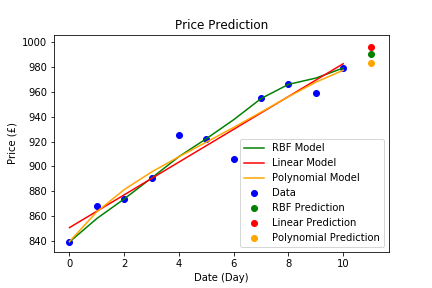 Price Prediction
Price (£)
1000
980
960
940
920
900
880
860
840
0
2
4
6
8
10
Date (Day)
RBF Model
Linear Model
Polynomial Model
Data
RBF Prediction
Linear Prediction
Polynomial Prediction